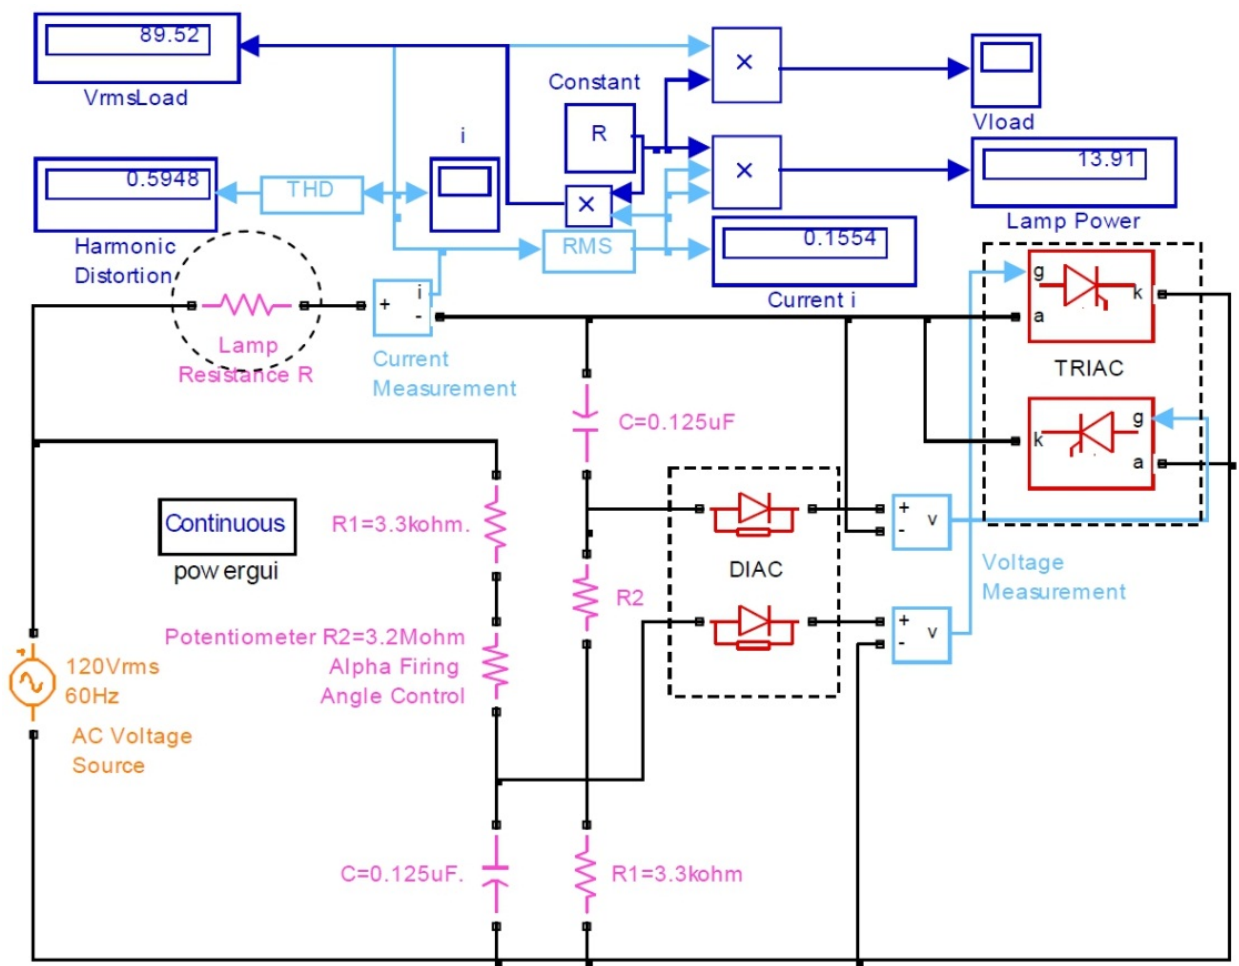 89.52
VrmsLoad
Constant
R
×
Vload
i
×
13.91
Lamp Power
0.5948
THD
×
Harmonic
Distortion
RMS
0.1554
Current i
Lamp
Resistance R
+
i
-
Current
Measurement
g
k
a
TRIAC
k
g
a
C=0.125uF
Continuous
powergui
R1=3.3kohm.
DIAC
+
-
v
Voltage
Measurement
R2
+
-
v
Potentiometer R2=3.2Mohm
Alpha Firing
Angle Control
120Vrms
60Hz
AC Voltage
Source
C=0.125uF.
R1=3.3kohm